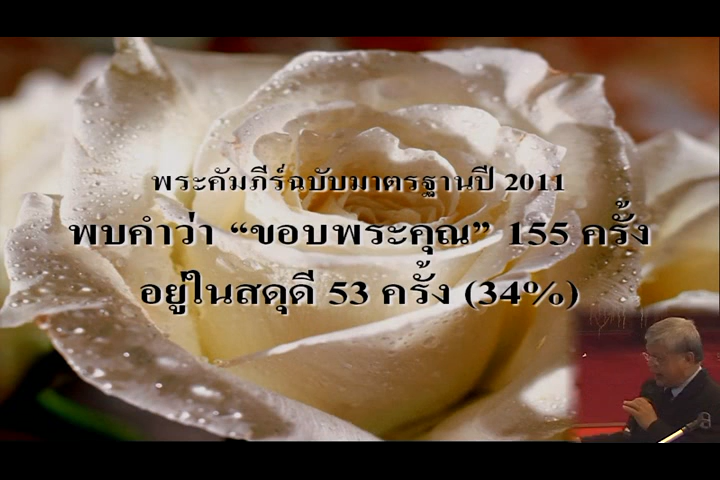 พระคัมภีร์ฉบับมาตรฐานปี 2011
พบคำว่า “ขอบพระคุณ” 155 ครั้ง
อยู่ในสดุดี 53 ครั้ง (34%)